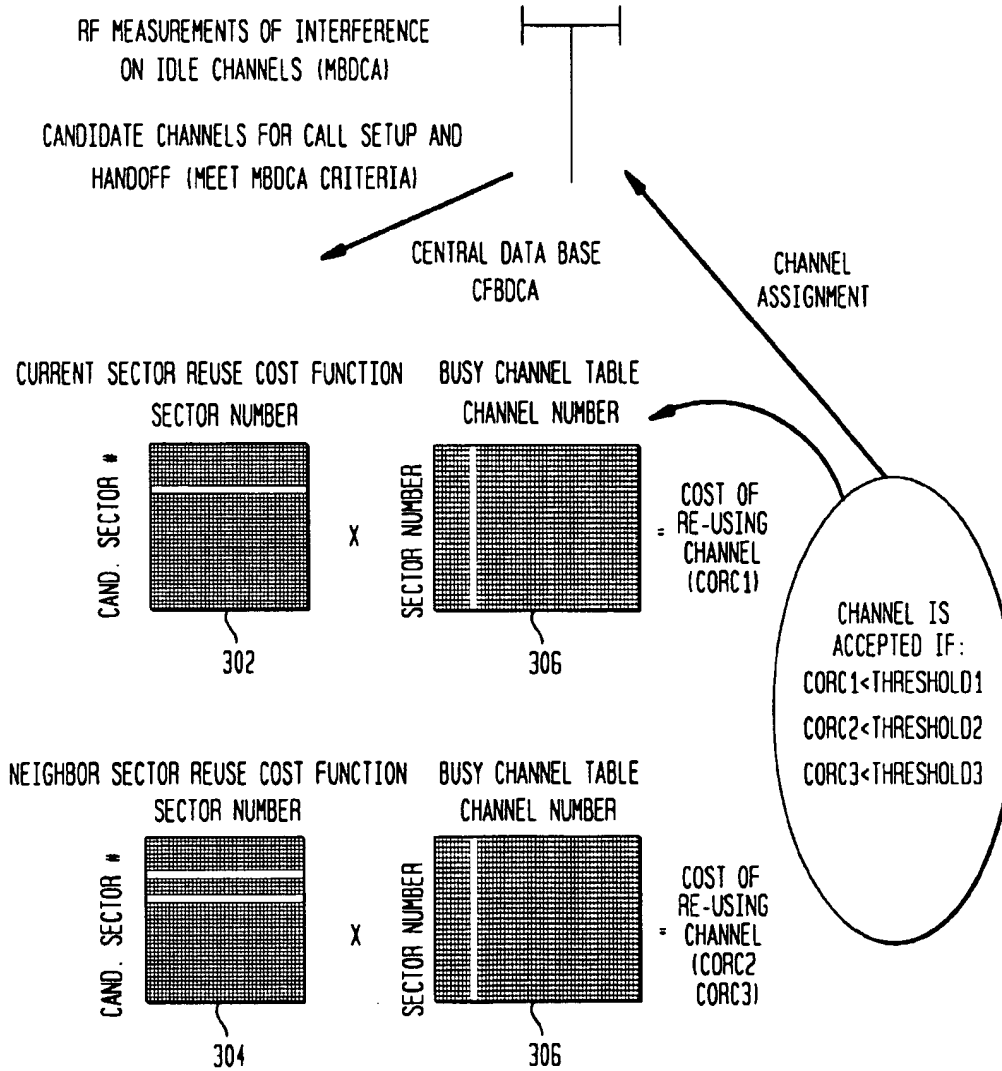 RF MEASUREMENTS OF INTERFERENCE
ON IDLE CHANNELS (MBDCA)
CANDIDATE CHANNELS FOR CALL SETUP AND
HANDOFF (MEET MBDCA CRITERIA)
CENTRAL DATA BASE
CFBDCA
CHANNEL
ASSIGNMENT
CURRENT SECTOR REUSE COST FUNCTION
SECTOR NUMBER
CAND. SECTOR #
302
X
BUSY CHANNEL TABLE
CHANNEL NUMBER
SECTOR NUMBER
306
= COST OF
RE-USING
CHANNEL
(CORC1)
CHANNEL IS
ACCEPTED IF:
CORC1<THRESHOLD1
CORC2<THRESHOLD2
CORC3<THRESHOLD3
NEIGHBOR SECTOR REUSE COST FUNCTION
SECTOR NUMBER
CAND. SECTOR #
304
X
BUSY CHANNEL TABLE
CHANNEL NUMBER
SECTOR NUMBER
306
= COST OF
RE-USING
CHANNEL
(CORC2
CORC3)